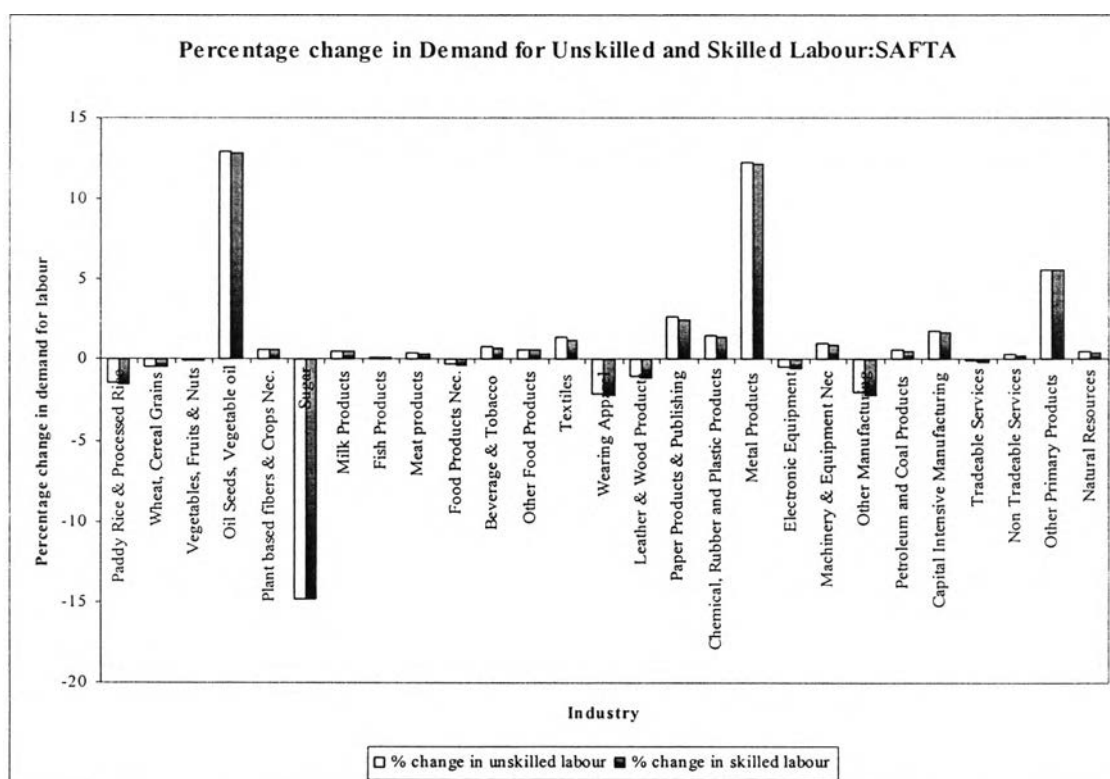 Percentage change in Demand for Unskilled and Skilled Labour:SAFTA
Percentage change in demand for labour
15
10
5
0
-5
-10
-15
-20
Paddy Rice & Processed Rice
Wheat, Cereal Grains
Vegetables, Fruits & Nuts
Oil Seeds, Vegetable oil
Plant based fibers & Crops Nec.
Sugar
Milk Products
Fish Products
Meat products
Food Products Nec.
Beverage & Tobacco
Other Food Products
Textiles
Wearing Apparel
Leather & Wood Products
Paper Products & Publishing
Chemical, Rubber and Plastic Products
Metal Products
Electronic Equipment
Machinery & Equipment Nec
Other Manufacturing
Petroleum and Coal Products
Capital Intensive Manufacturing
Tradeable Services
Non Tradeable Services
Other Primary Products
Natural Resources
Industry
% change in unskilled labour
% change in skilled labour